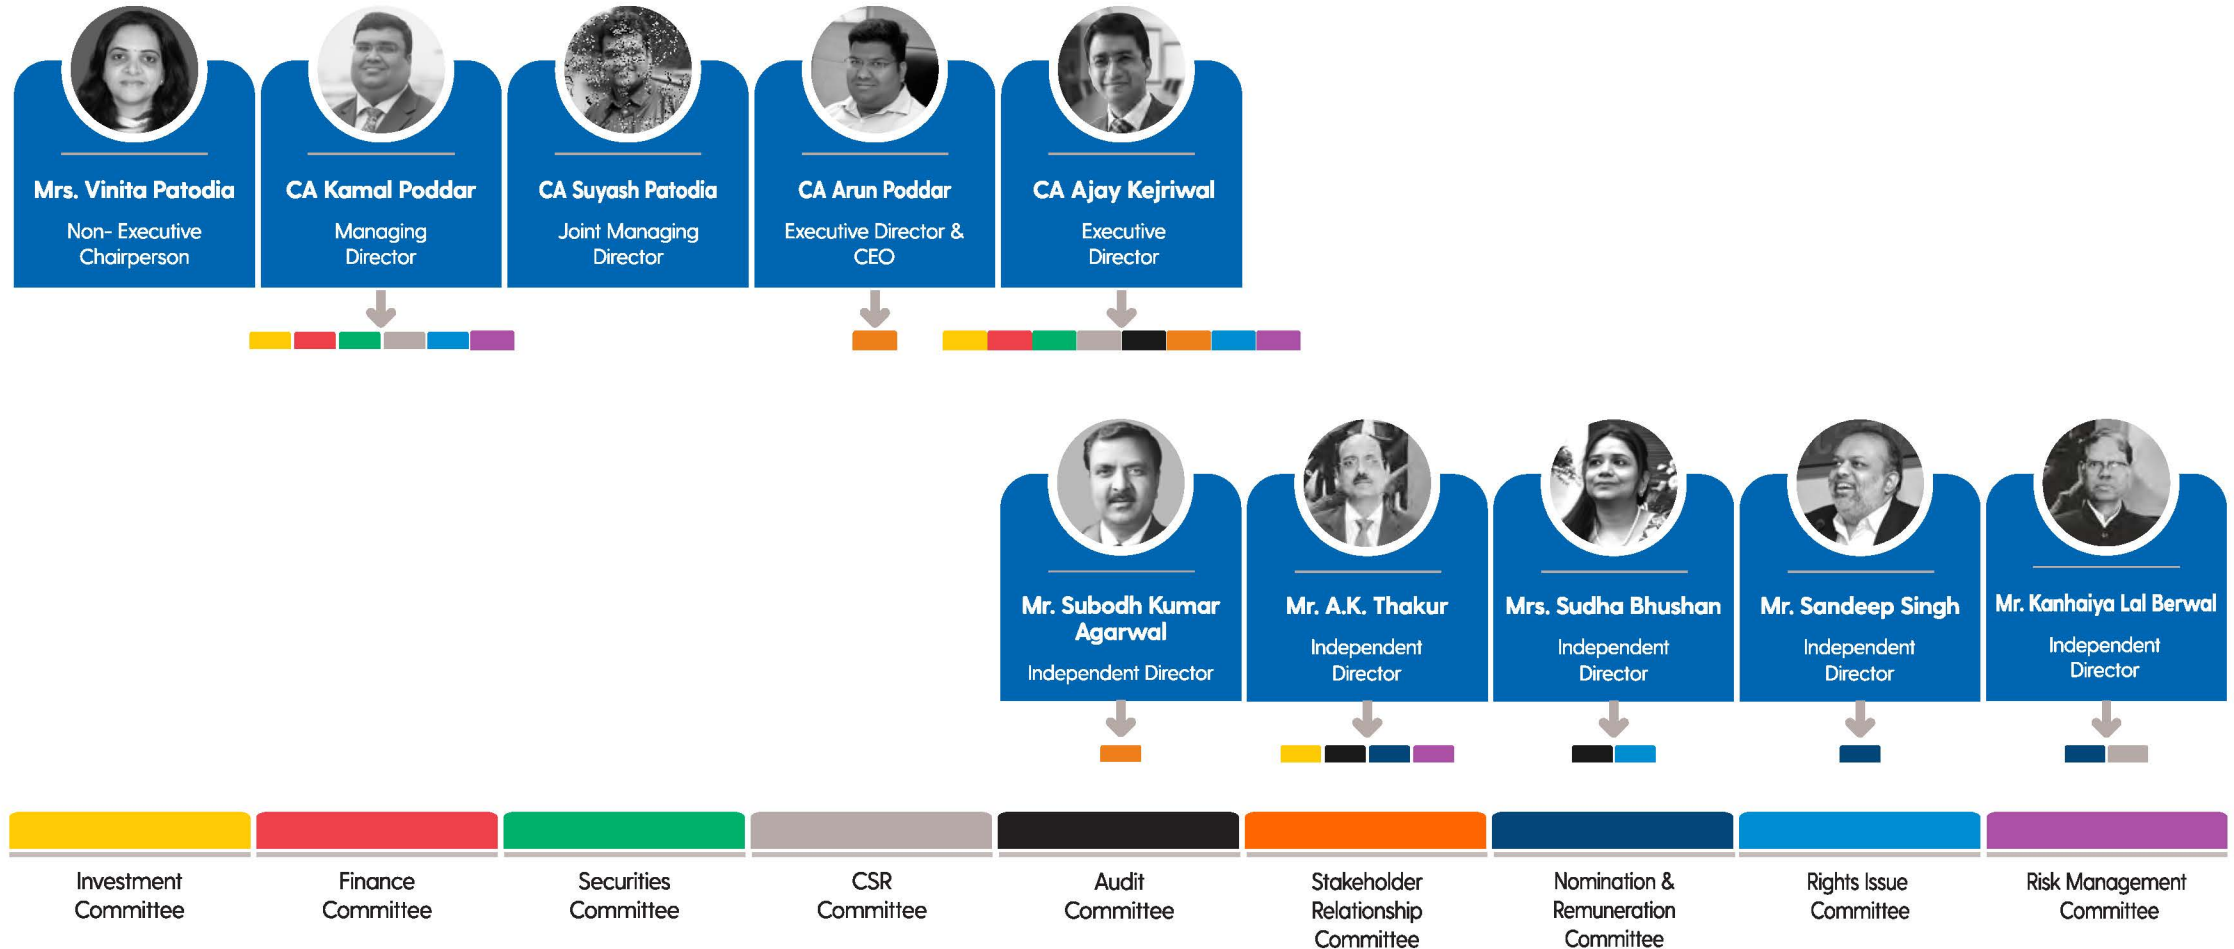 Mrs. Vinita Patodia
Non- Executive
Chairperson
CA Kamal Poddar
Managing
Director
CA Suyash Patodia
Joint Managing
Director
CA Arun Poddar
Executive Director &
CEO
CA Ajay Kejriwal
Executive
Director
Mr. Subodh Kumar
Agarwal
Independent Director
Mr. A.K. Thakur
Independent
Director
Mrs. Sudha Bhushan
Independent
Director
Mr. Sandeep Singh
Independent
Director
Mr. Kanhaiya Lal Berwal
Independent
Director
Investment
Committee
Finance
Committee
Securities
Committee
CSR
Committee
Audit
Committee
Stakeholder
Relationship
Committee
Nomination &
Remuneration
Committee
Rights Issue
Committee
Risk Management
Committee